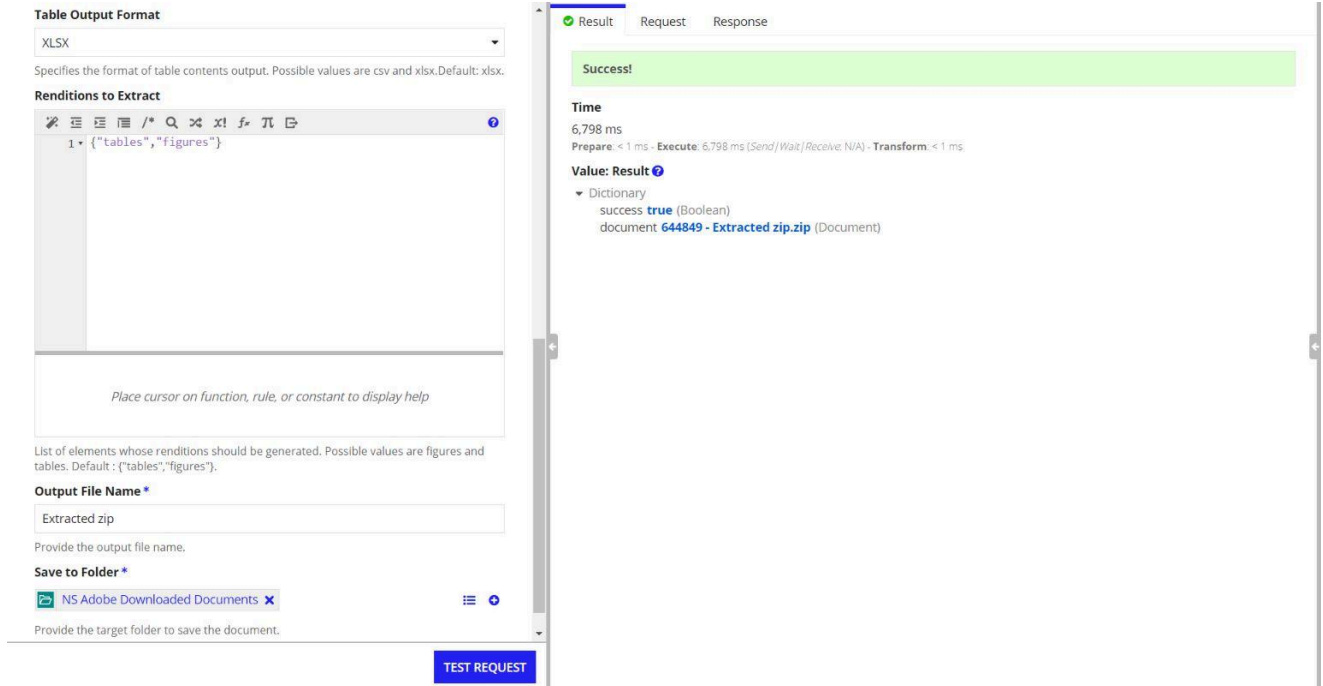 Table Output Format
XLSX
Specifies the format of table contents output. Possible values are csv and xlsx.Default: xlsx.
Renditions to Extract
/* x! f× π
1 {"tables","figures"}
Place cursor on function, rule, or constant to display help
List of elements whose renditions should be generated. Possible values are figures and
tables. Default : {"tables","figures"}.
Output File Name *
Extracted zip
Provide the output file name.
Save to Folder *
NS Adobe Downloaded Documents
Provide the target folder to save the document.
TEST REQUEST
Result Request Response
Success!
Time
6,798 ms
Prepare: < 1 ms - Execute: 6,798 ms (Send/Wait/Receive: N/A) - Transform: < 1 ms
Value: Result
Dictionary
success true (Boolean)
document 644849 - Extracted zip.zip (Document)